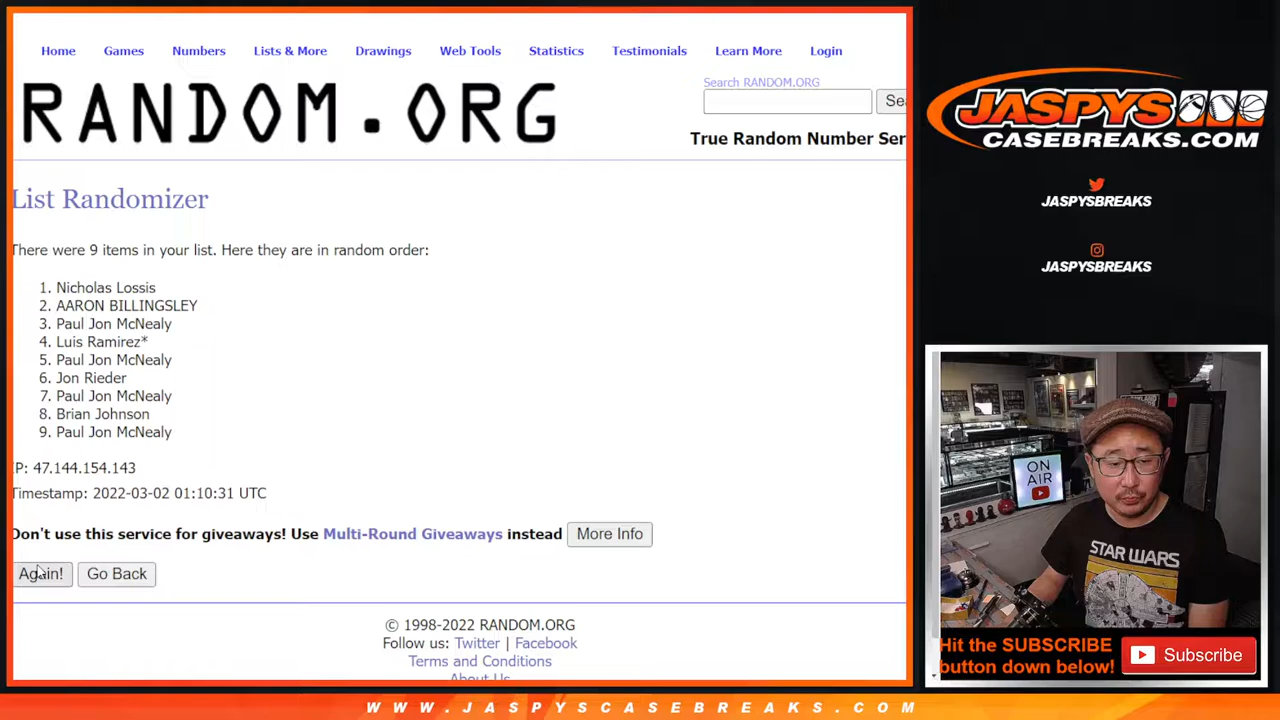 Home Games Numbers Lists & More Drawings Web Tools Statistics Testimonials Learn More Login
RANDOM.ORG
Search RANDOM.ORG
True Random Number Ser
List Randomizer
There were 9 items in your list. Here they are in random order:
1. Nicholas Lossis
2. AARON BILLINGSLEY
3. Paul Jon McNealy
4. Luis Ramirez*
5. Paul Jon McNealy
6. Jon Rieder
7. Paul Jon McNealy
8. Brian Johnson
9. Paul Jon McNealy
IP: 47.144.154.143
Timestamp: 2022-03-02 01:10:31 UTC
Don't use this service for giveaways! Use Multi-Round Giveaways instead More Info
Again! Go Back
© 1998-2022 RANDOM.ORG
Follow us: Twitter | Facebook
Terms and Conditions
About Us
JASPYS
CASEBREAKS.COM
JASPYSBREAKS
JASPYSBREAKS
ON
AIR
STAR WARS
Hit the SUBSCRIBE
button down below!
Subscribe
WWW.JASPYSCASEBREAKS.COM